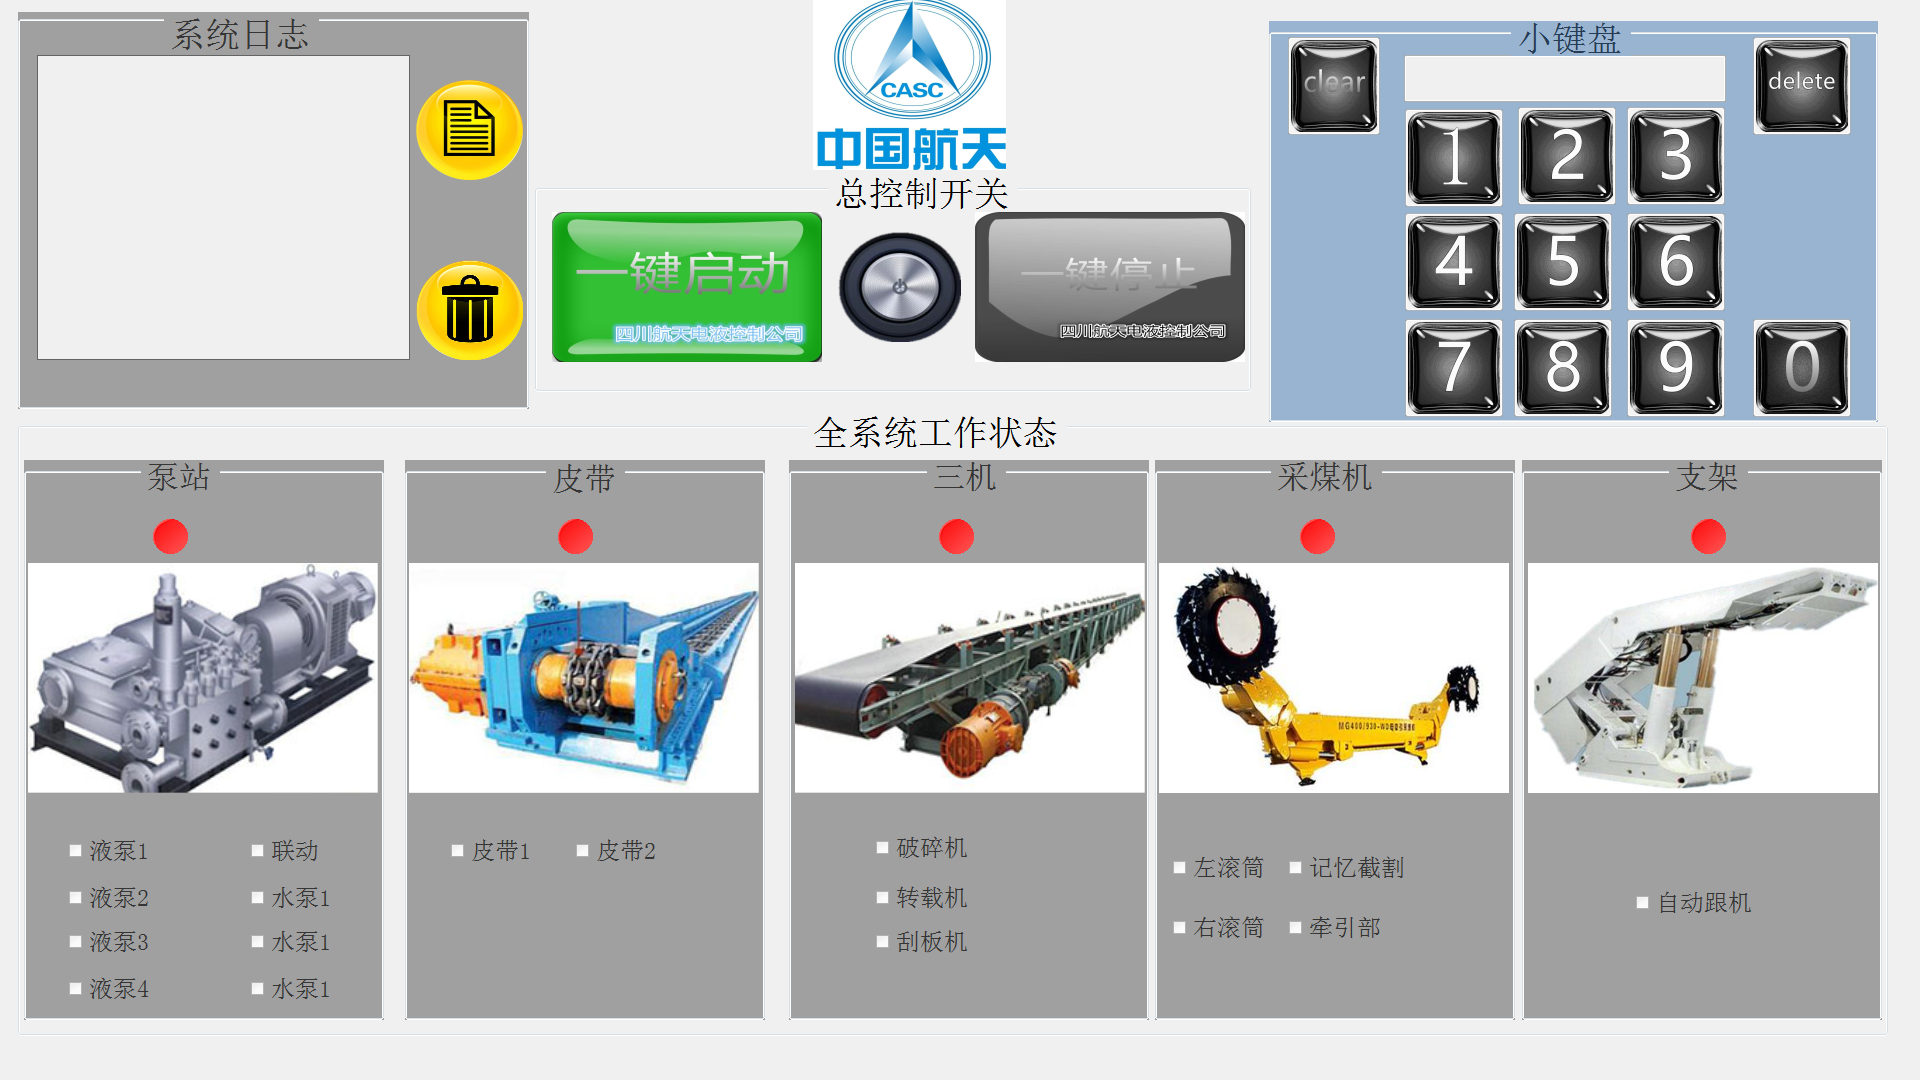 系统日志
CASC
中国航天
小键盘
clear
delete
总控制开关
一键启动
四川航天电液控制公司
一键停止
四川航天电液控制公司
1
2
3
4
5
6
7
8
9
0
全系统工作状态
泵站
皮带
三机
采煤机
支架
液泵1
联动
液泵2
水泵1
液泵3
水泵1
液泵4
水泵1
皮带1
皮带2
破碎机
转载机
刮板机
左滚筒
记忆截割
右滚筒
牵引部
自动跟机